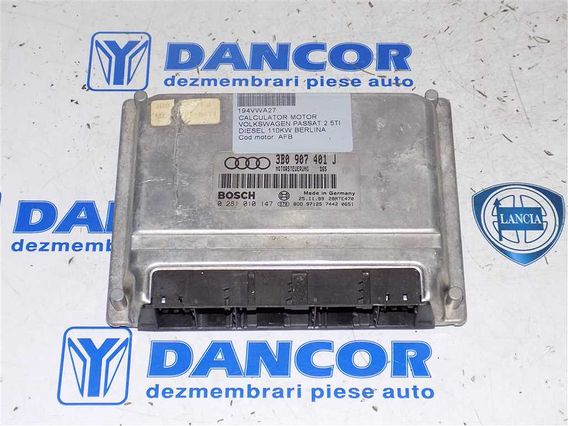 DANCOR
dezmembrari piese auto
194VWA27
CALCULATOR MOTOR
VOLKSWAGEN PASSAT 2.5TI
DIESEL 110KW BERLINA
Cod motor: AFB
3B0 907 401 J
MOTORSTEUERUNG
BOSCH
Made in Germany
0 281 010 147
LANCIA
DANCOR
dezmembrari piese auto